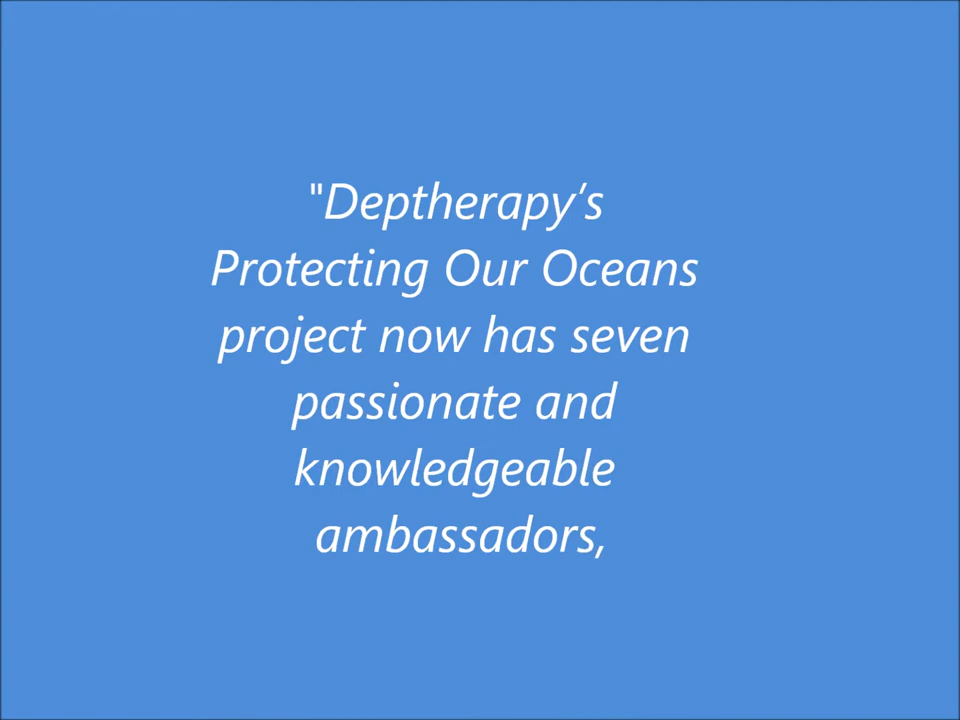 "Deptherapy’s
Protecting Our Oceans
project now has seven
passionate and
knowledgeable
ambassadors,